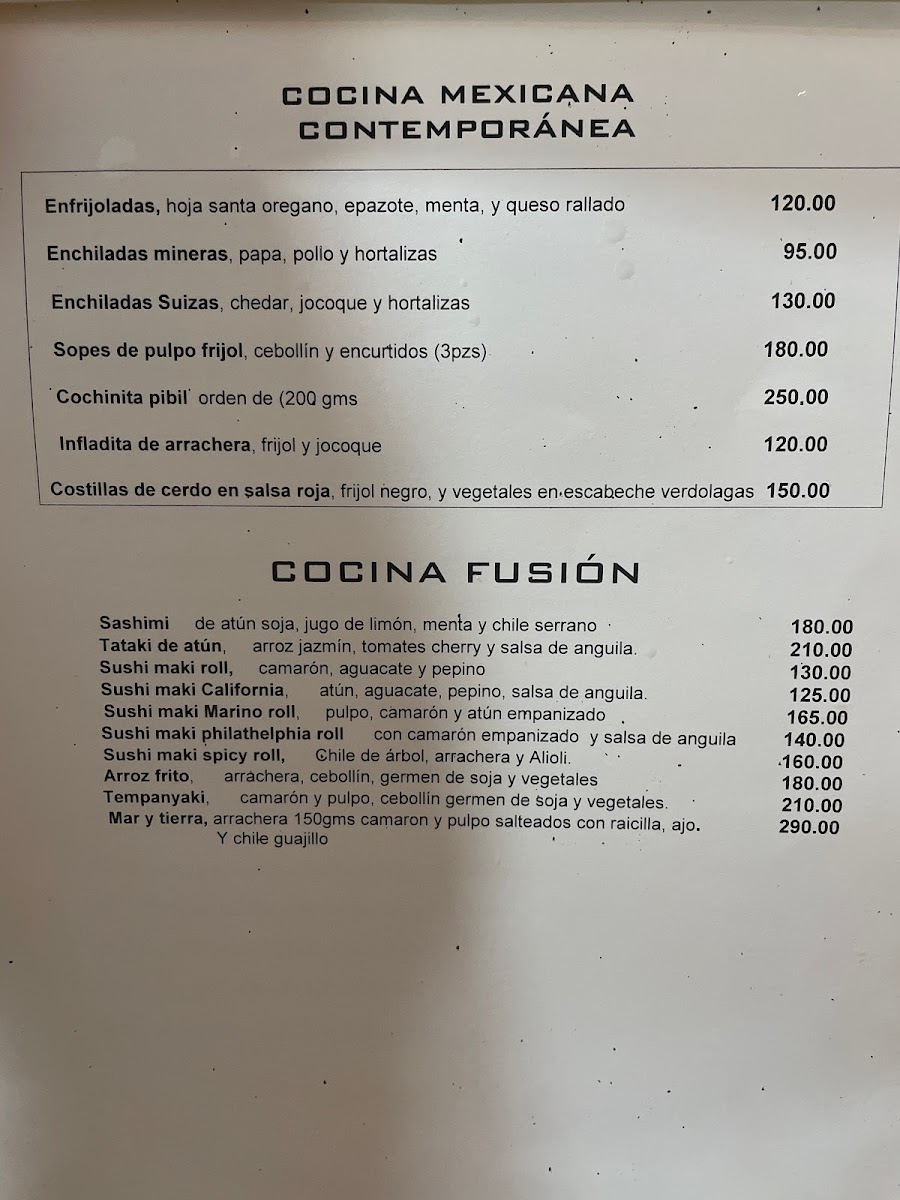 COCINA MEXICANA
CONTEMPORÁNEA
Enfrijoladas, hoja santa oregano, epazote, menta, y queso rallado 120.00
Enchiladas mineras, papa, pollo y hortalizas 95.00
Enchiladas Suizas, chedar, jocoque y hortalizas 130.00
Sopes de pulpo frijol, cebollín y encurtidos (3pzs) 180.00
Cochinita pibil orden de (200 gms 250.00
Infladita de arrachera, frijol y jocoque 120.00
Costillas de cerdo en salsa roja, frijol negro, y vegetales en escabeche verdolagas 150.00
COCINA FUSIÓN
Sashimi de atún soja, jugo de limón, menta y chile serrano 180.00
Tataki de atún, arroz jazmín, tomates cherry y salsa de anguila. 210.00
Sushi maki roll, camarón, aguacate y pepino 130.00
Sushi maki California, atún, aguacate, pepino, salsa de anguila. 125.00
Sushi maki Marino roll, pulpo, camarón y atún empanizado 165.00
Sushi maki philathelphia roll con camarón empanizado y salsa de anguila 140.00
Sushi maki spicy roll, Chile de árbol, arrachera y Alioli. 160.00
Arroz frito, arráchera, cebollín, germen de soja y vegetales 180.00
Tempanyaki, camarón y pulpo, cebollín germen de soja y vegetales. 210.00
Mar y tierra, arrachera 150gms camaron y pulpo salteados con raicilla, ajo. 290.00
Y chile guajillo